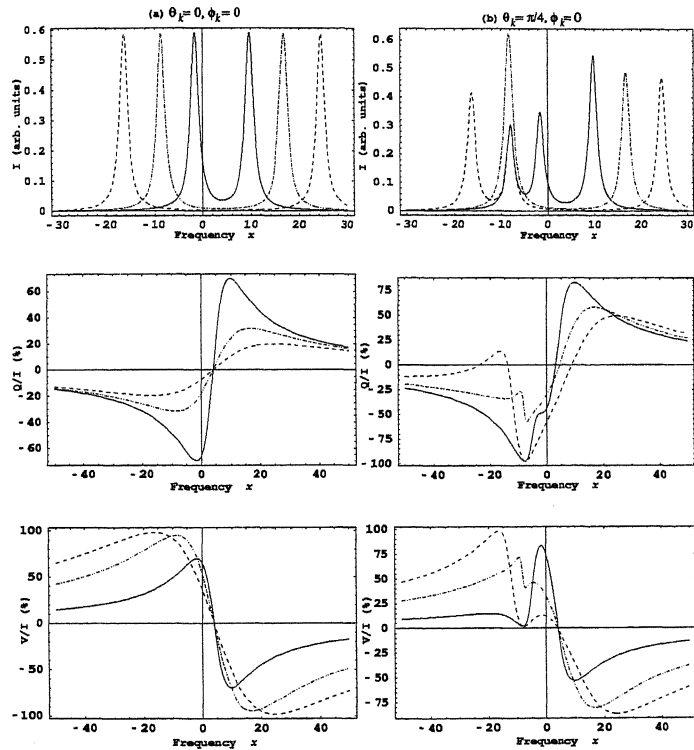 (a) θk=0, ϕk=0
(b) θk=π/4, ϕk=0
I (arb. units)
0.6
0.5
0.4
0.3
0.2
0.1
0
-30 -20 -10 0 10 20 30
Frequency x
I (arb. units)
0.6
0.5
0.4
0.3
0.2
0.1
0
-30 -20 -10 0 10 20 30
Frequency x
Q/I (%)
60
40
20
0
-20
-40
-60
-40 -20 0 20 40
Frequency x
Q/I (%)
75
50
25
0
-25
-50
-75
-100
-40 -20 0 20 40
Frequency x
V/I (%)
100
50
0
-50
-100
-40 -20 0 20 40
Frequency x
V/I (%)
100
75
50
25
0
-25
-50
-75
-40 -20 0 20 40
Frequency x